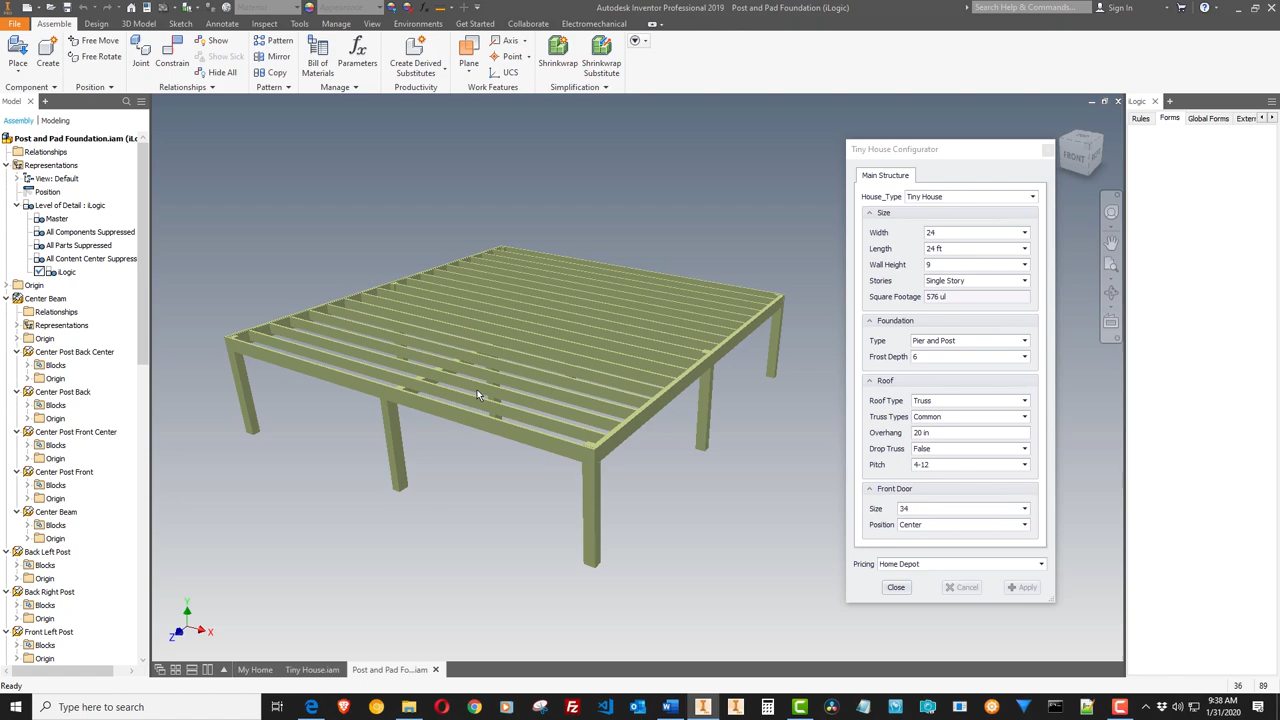 Material
Appearance
Autodesk Inventor Professional 2019   Post and Pad Foundation (iLogic)
Search Help & Commands...
Sign In
File
Assemble
Design
3D Model
Sketch
Annotate
Inspect
Tools
Manage
View
Environments
Get Started
Collaborate
Electromechanical
Place
Create
Free Move
Free Rotate
Joint
Constrain
Show
Show Sick
Hide All
Pattern
Mirror
Copy
Bill of
Materials
Parameters
Create Derived
Substitutes
Plane
Axis
Point
UCS
Shrinkwrap
Shrinkwrap
Substitute
Component
Position
Relationships
Pattern
Manage
Productivity
Work Features
Simplification
Model
Assembly
Modeling
Post and Pad Foundation.iam (iLo
Relationships
Representations
View: Default
Position
Level of Detail : iLogic
Master
All Components Suppressed
All Parts Suppressed
All Content Center Suppress
iLogic
Origin
Center Beam
Relationships
Representations
Origin
Center Post Back Center
Blocks
Origin
Center Post Back
Blocks
Origin
Center Post Front Center
Blocks
Origin
Center Post Front
Blocks
Origin
Center Beam
Blocks
Origin
Back Left Post
Blocks
Origin
Back Right Post
Blocks
Origin
Front Left Post
Blocks
Origin
Y
X
Z
FRONT
Tiny House Configurator
Main Structure
House_Type Tiny House
Size
Width 24
Length 24 ft
Wall Height 9
Stories Single Story
Square Footage 576 ul
Foundation
Type Pier and Post
Frost Depth 6
Roof
Roof Type Truss
Truss Types Common
Overhang 20 in
Drop Truss False
Pitch 4-12
Front Door
Size 34
Position Center
Pricing Home Depot
Close
Cancel
Apply
iLogic
Rules
Forms
Global Forms
Extern
My Home
Tiny House.iam
Post and Pad Fo...iam
Ready
36
89
Type here to search
9:38 AM
1/31/2020